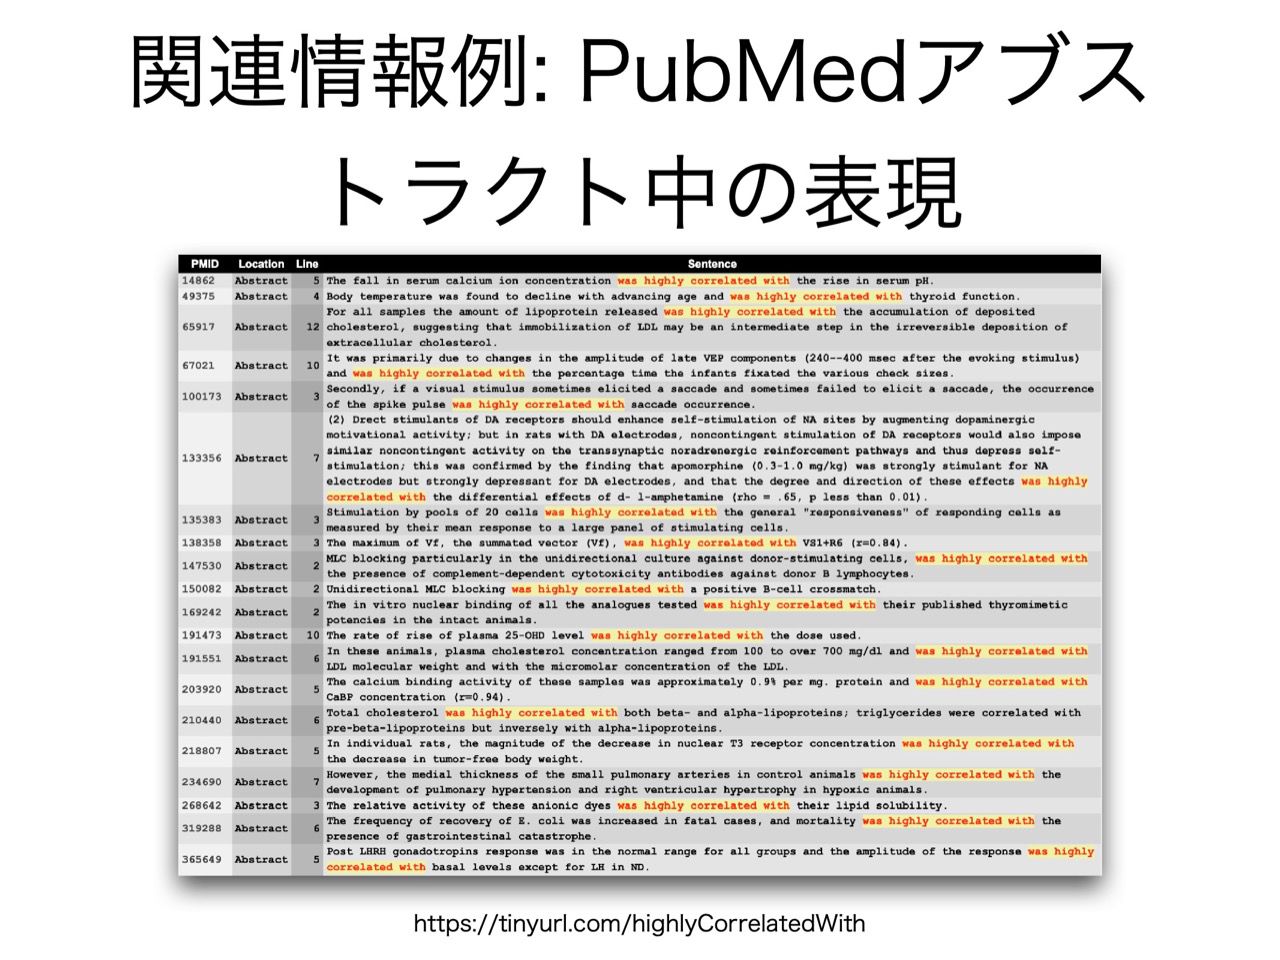 関連情報例: PubMedアブス
トラクト中の表現
PMID Location Line Sentence
14862 Abstract 5 The fall in serum calcium ion concentration was highly correlated with the rise in serum pH.
49375 Abstract 4 Body temperature was found to decline with advancing age and was highly correlated with thyroid function.
65917 Abstract 12 For all samples the amount of lipoprotein released was highly correlated with the accumulation of deposited
cholesterol, suggesting that immobilization of LDL may be an intermediate step in the irreversible deposition of
extracellular cholesterol.
67021 Abstract 10 It was primarily due to changes in the amplitude of late VEP components (240--400 msec after the evoking stimulus)
and was highly correlated with the percentage time the infants fixated the various check sizes.
100173 Abstract 3 Secondly, if a visual stimulus sometimes elicited a saccade and sometimes failed to elicit a saccade, the occurrence
of the spike pulse was highly correlated with saccade occurrence.
133356 Abstract 7 (2) Drect stimulants of DA receptors should enhance self-stimulation of NA sites by augmenting dopaminergic
motivational activity; but in rats with DA electrodes, noncontingent stimulation of DA receptors would also impose
similar noncontingent activity on the transsynaptic noradrenergic reinforcement pathways and thus depress self-
stimulation; this was confirmed by the finding that apomorphine (0.3-1.0 mg/kg) was strongly stimulant for NA
electrodes but strongly depressant for DA electrodes, and that the degree and direction of these effects was highly
correlated with the differential effects of d- l-amphetamine (rho = .65, p less than 0.01).
135383 Abstract 3 Stimulation by pools of 20 cells was highly correlated with the general "responsiveness" of responding cells as
measured by their mean response to a large panel of stimulating cells.
138358 Abstract 3 The maximum of Vf, the summated vector (Vf), was highly correlated with VS1+R6 (r=0.84).
147530 Abstract 2 MLC blocking particularly in the unidirectional culture against donor-stimulating cells, was highly correlated with
the presence of complement-dependent cytotoxicity antibodies against donor B lymphocytes.
150082 Abstract 2 Unidirectional MLC blocking was highly correlated with a positive B-cell crossmatch.
169242 Abstract 2 The in vitro nuclear binding of all the analogues tested was highly correlated with their published thyromimetic
potencies in the intact animals.
191473 Abstract 10 The rate of rise of plasma 25-OHD level was highly correlated with the dose used.
191551 Abstract 6 In these animals, plasma cholesterol concentration ranged from 100 to over 700 mg/dl and was highly correlated with
LDL molecular weight and with the micromolar concentration of the LDL.
203920 Abstract 5 The calcium binding activity of these samples was approximately 0.9% per mg. protein and was highly correlated with
CaBP concentration (r=0.94).
210440 Abstract 6 Total cholesterol was highly correlated with both beta- and alpha-lipoproteins; triglycerides were correlated with
pre-beta-lipoproteins but inversely with alpha-lipoproteins.
218807 Abstract 5 In individual rats, the magnitude of the decrease in nuclear T3 receptor concentration was highly correlated with
the decrease in tumor-free body weight.
234690 Abstract 7 However, the medial thickness of the small pulmonary arteries in control animals was highly correlated with the
development of pulmonary hypertension and right ventricular hypertrophy in hypoxic animals.
268642 Abstract 3 The relative activity of these anionic dyes was highly correlated with their lipid solubility.
319288 Abstract 6 The frequency of recovery of E. coli was increased in fatal cases, and mortality was highly correlated with the
presence of gastrointestinal catastrophe.
365649 Abstract 5 Post LHRH gonadotropins response was in the normal range for all groups and the amplitude of the response was highly
correlated with basal levels except for LH in ND.
https://tinyurl.com/highlyCorrelatedWith